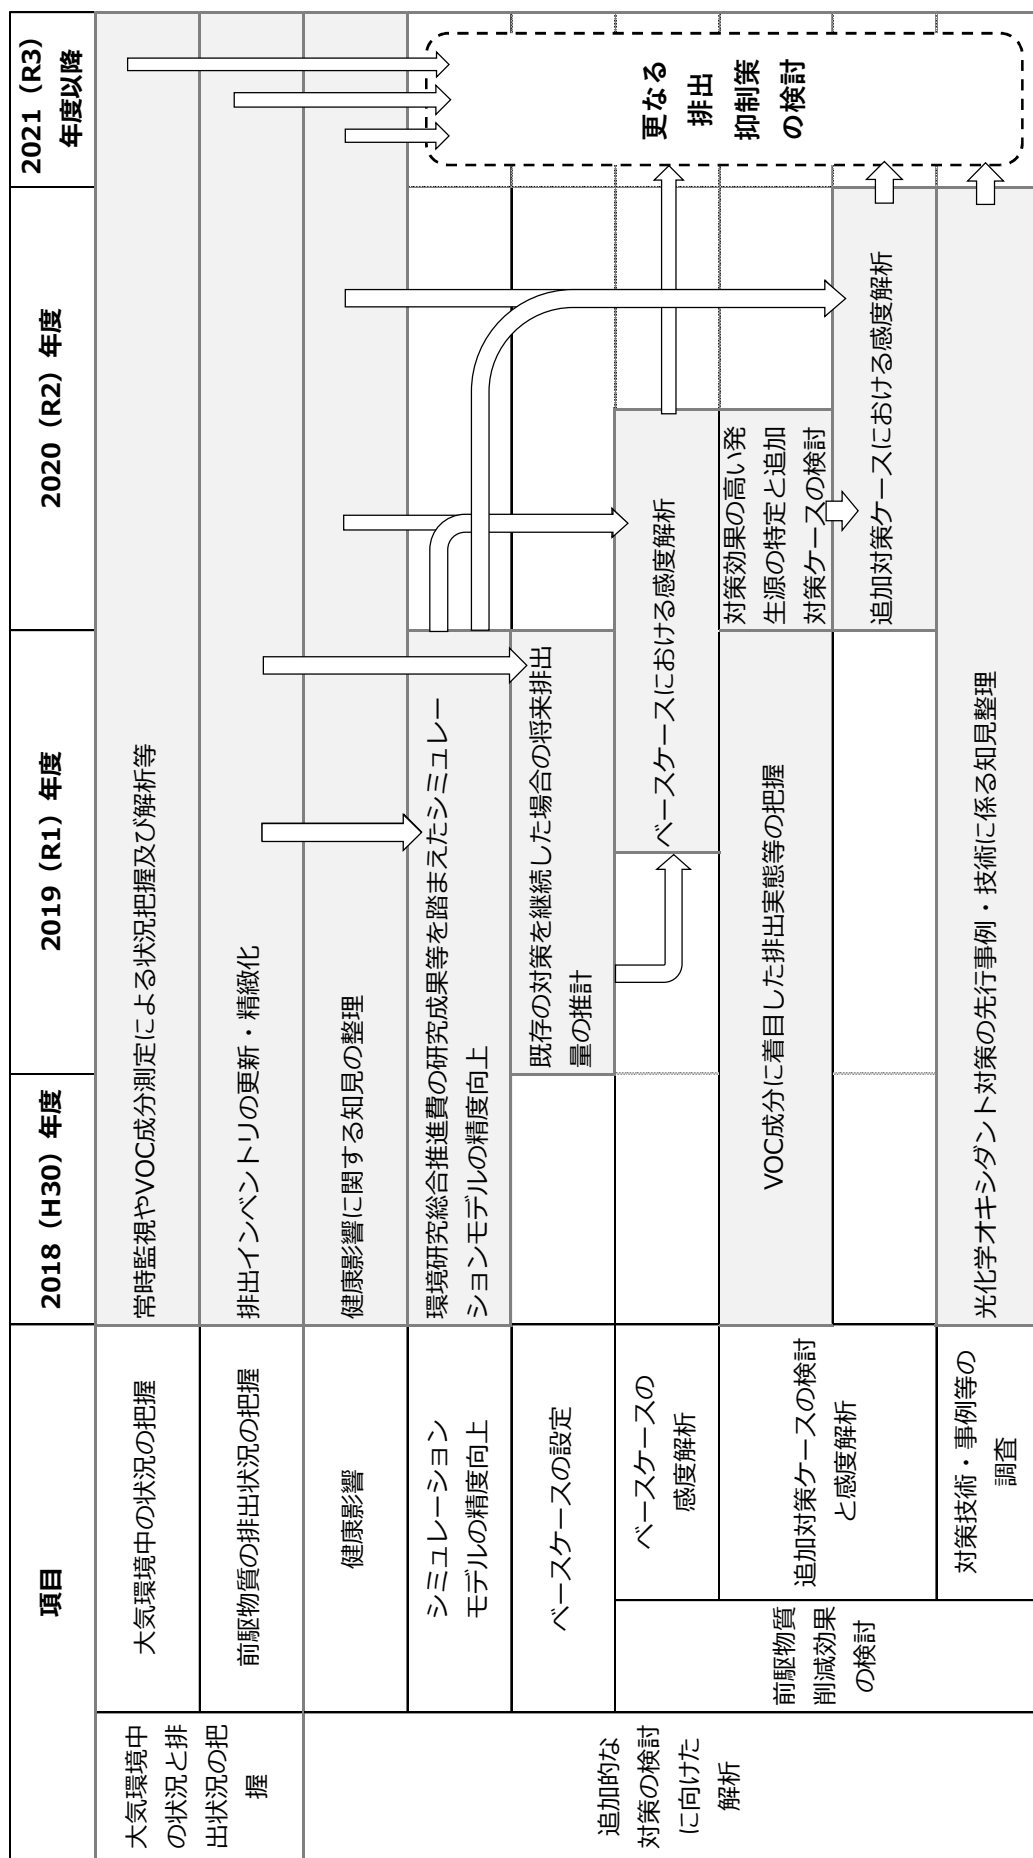 項目
2018（H30）年度
2019（R1）年度
2020（R2）年度
2021（R3）
年度以降
大気環境中
の状況と排
出状況の把
握
大気環境中の状況の把握
常時監視やVOC成分測定による状況把握及び解析等
前駆物質の排出状況の把握
排出インベントリの更新・精緻化
追加的な
対策の検討
に向けた
解析
健康影響
健康影響に関する知見の整理
シミュレーション
モデルの精度向上
環境研究総合推進費の研究成果等を踏まえたシミュレー
ションモデルの精度向上
ベースケースの設定
既存の対策を継続した場合の将来排出
量の推計
前駆物質
削減効果
の検討
ベースケースの
感度解析
ベースケースにおける感度解析
追加対策ケースの検討
と感度解析
VOC成分に着目した排出実態等の把握
対策効果の高い発
生源の特定と追加
対策ケースの検討
追加対策ケースにおける感度解析
対策技術・事例等の
調査
光化学オキシダント対策の先行事例・技術に係る知見整理
更なる
排出
抑制策
の検討